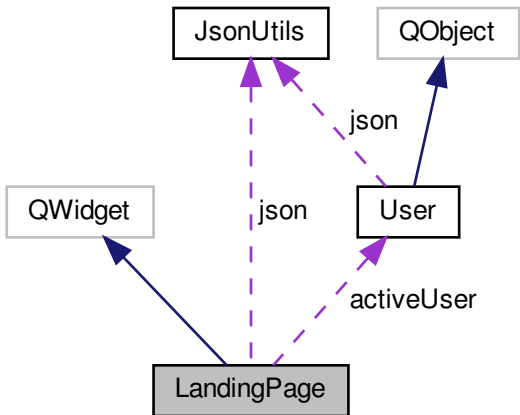 JsonUtils
QObject
json
QWidget
json
User
activeUser
LandingPage